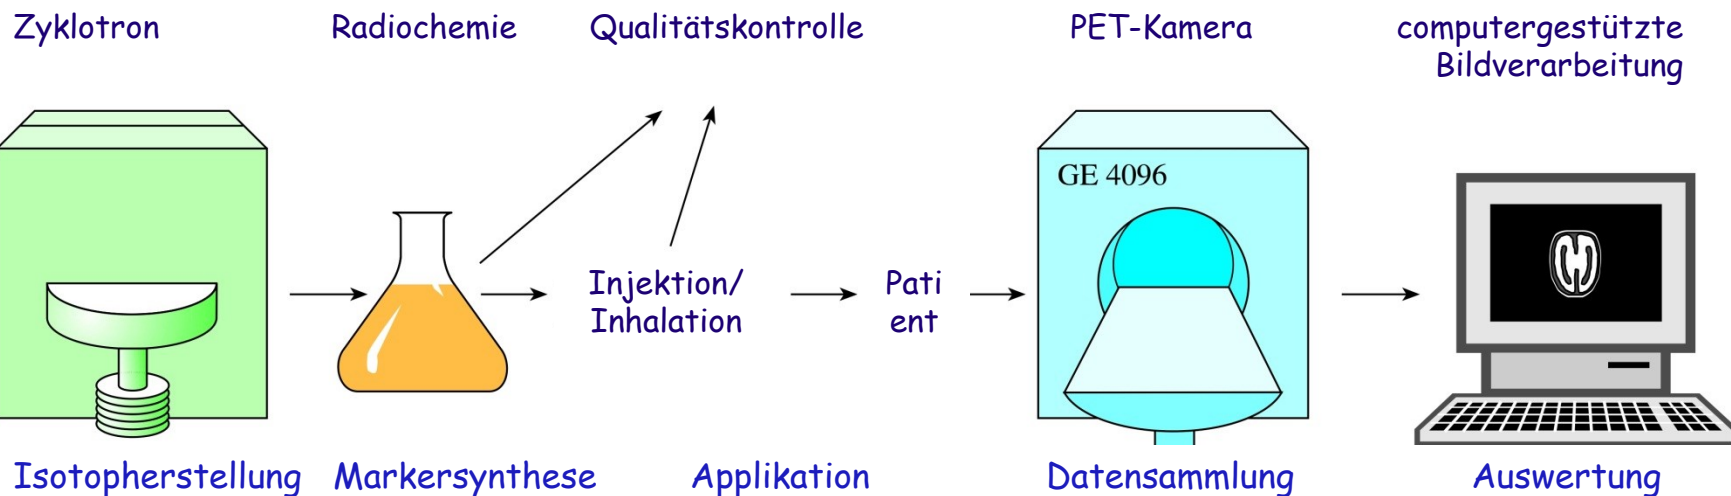 Zyklotron
Radiochemie
Qualitätskontrolle
PET-Kamera
computergestützte
Bildverarbeitung
GE 4096
Injektion/
Inhalation
Pati
ent
Isotopherstellung
Markersynthese
Applikation
Datensammlung
Auswertung